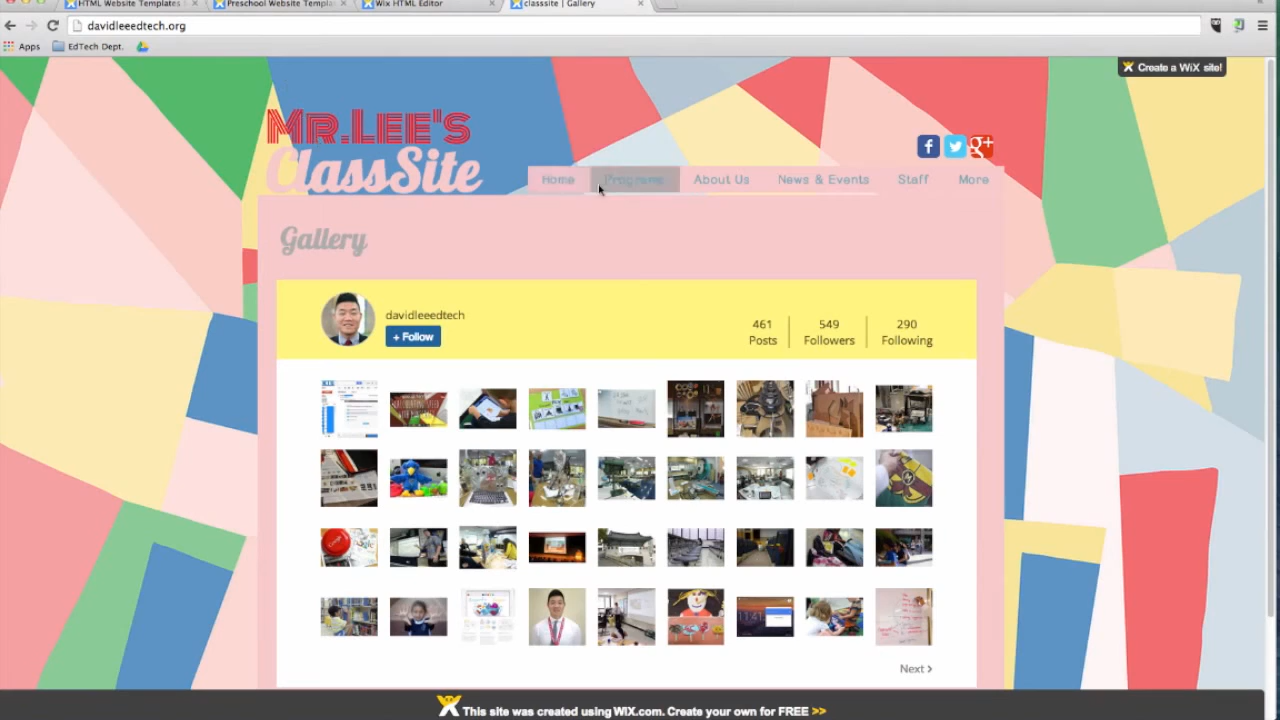 HTML Website Templates
Preschool Website Templa
Wix HTML Editor
classsite | Gallery
davidleeedtech.org
Apps
EdTech Dept.
Create a WiX site!
Mr.Lee's
ClassSite
Home
Programs
About Us
News & Events
Staff
More
Gallery
davidleeedtech
+ Follow
461
Posts
549
Followers
290
Following
Next >
This site was created using WIX.com. Create your own for FREE >>